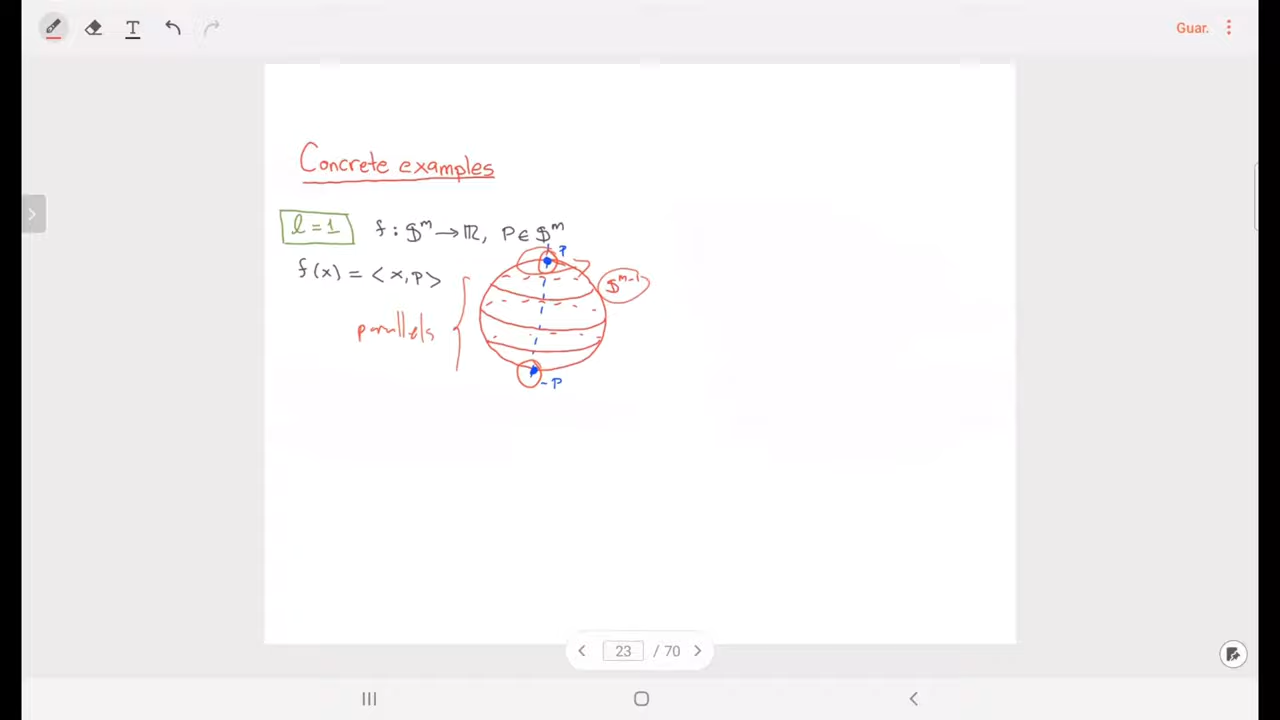 Guar.
Concrete examples
l = 1 f : $^m → ℝ, p ∈ $^m
f(x) = < x, p >
p
$^{m-1}
parallels
-p
23 / 70